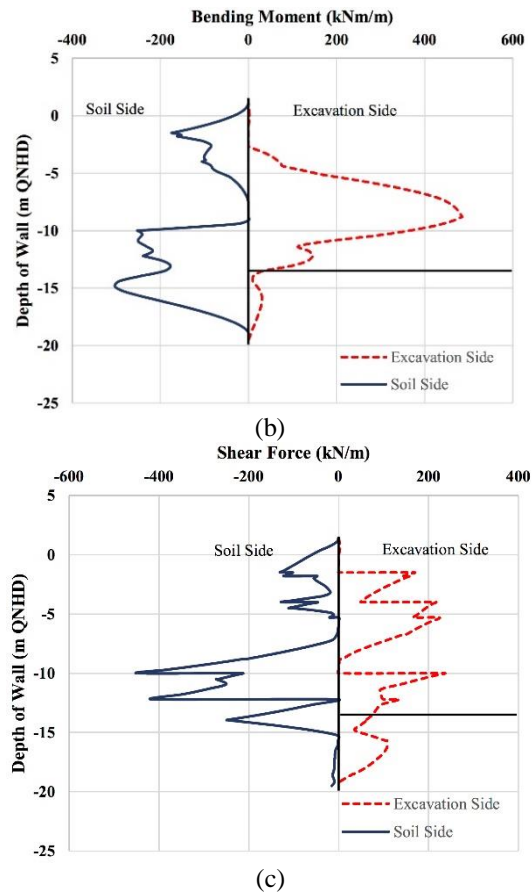 Bending Moment (kNm/m)
-400 -200 0 200 400 600
5
0
-5
-10
-15
-20
-25
Depth of Wall (m QNHD)
Soil Side Excavation Side
Excavation Side
Soil Side
(b)
Shear Force (kN/m)
-600 -400 -200 0 200 400
5
0
-5
-10
-15
-20
-25
Depth of Wall (m QNHD)
Soil Side Excavation Side
Excavation Side
Soil Side
(c)